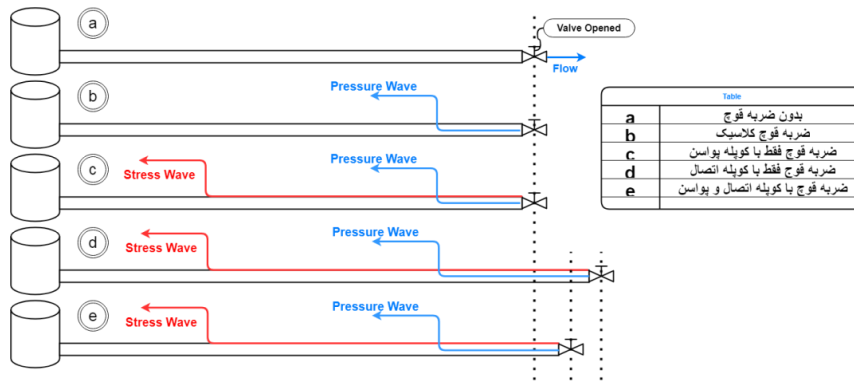 a
Valve Opened
Flow
b
Pressure Wave
c
Stress Wave
Pressure Wave
d
Stress Wave
Pressure Wave
e
Stress Wave
Pressure Wave
Table
a بدون ضربه قوچ
b ضربه قوچ کلاسیک
c ضربه قوچ فقط با کوپله پواسن
d ضربه قوچ فقط با کوپله اتصال
e ضربه قوچ با کوپله اتصال و پواسن